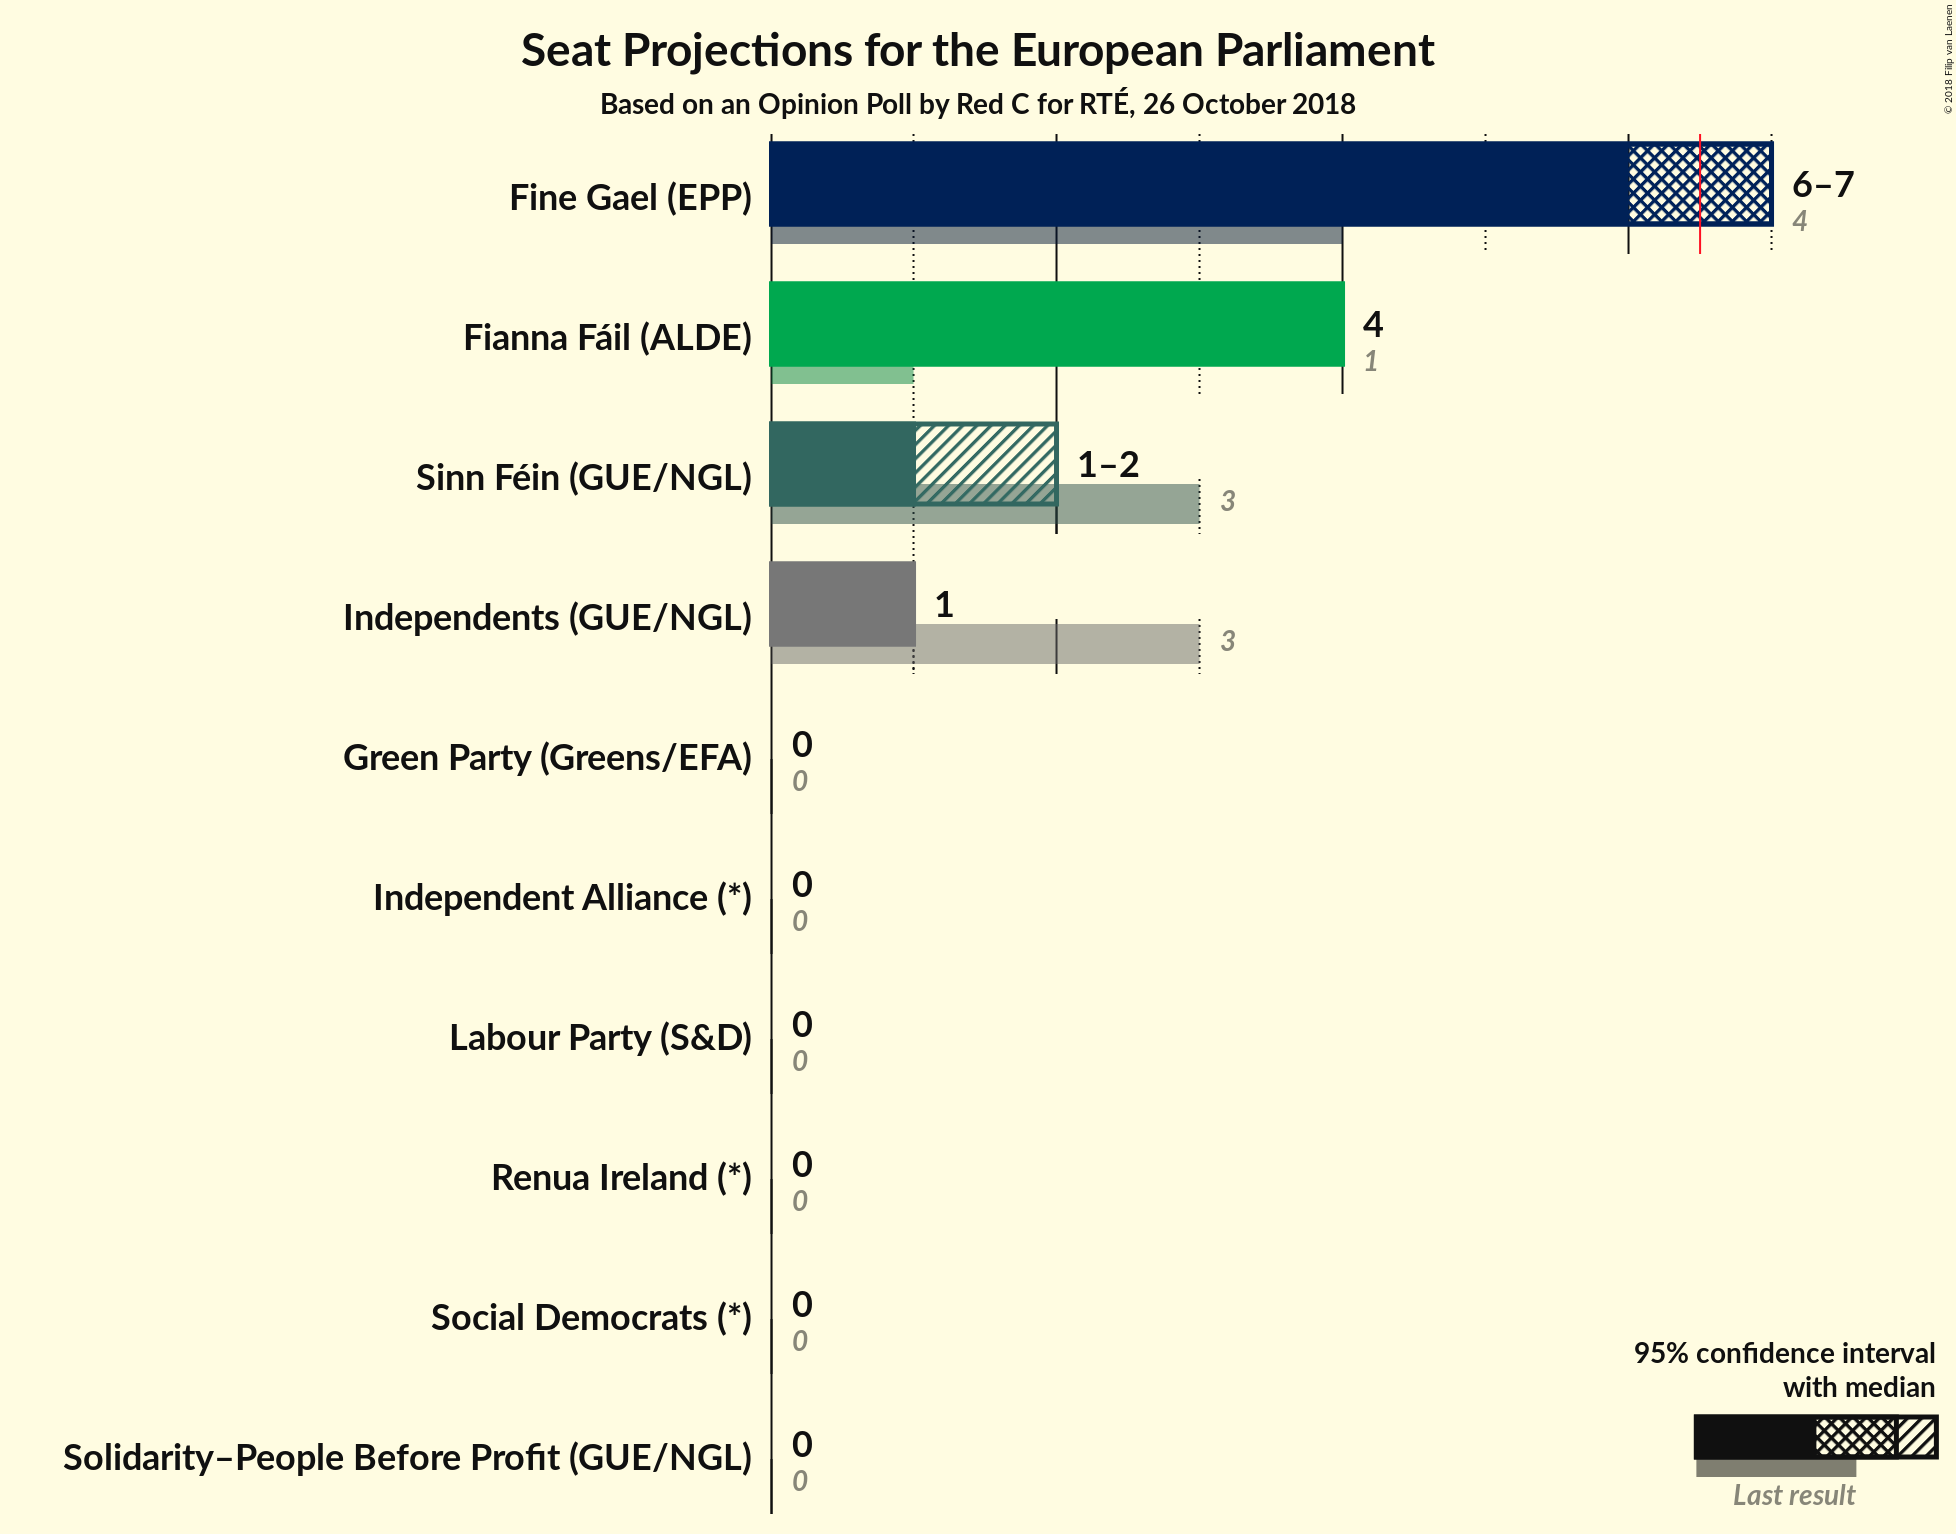 Seat Projections for the European Parliament
Based on an Opinion Poll by Red C for RTÉ, 26 October 2018
© 2018 Filip van Laenen
Fine Gael (EPP)
6–7
4
Fianna Fáil (ALDE)
4
1
Sinn Féin (GUE/NGL)
1–2
3
Independents (GUE/NGL)
1
3
Green Party (Greens/EFA)
0
0
Independent Alliance (*)
0
0
Labour Party (S&D)
0
0
Renua Ireland (*)
0
0
Social Democrats (*)
0
0
Solidarity–People Before Profit (GUE/NGL)
0
0
95% confidence interval
with median
Last result